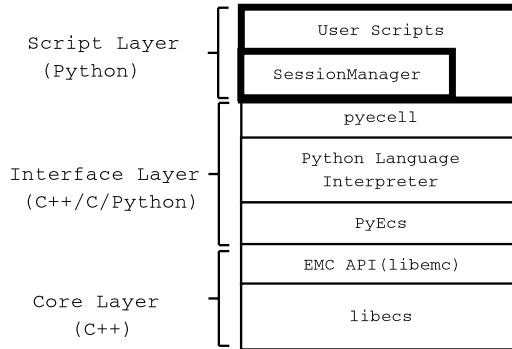 Script Layer
(Python)
User Scripts
SessionManager
Interface Layer
(C++/C/Python)
pyecell
Python Language
Interpreter
PyEcs
Core Layer
(C++)
EMC API(libemc)
libecs